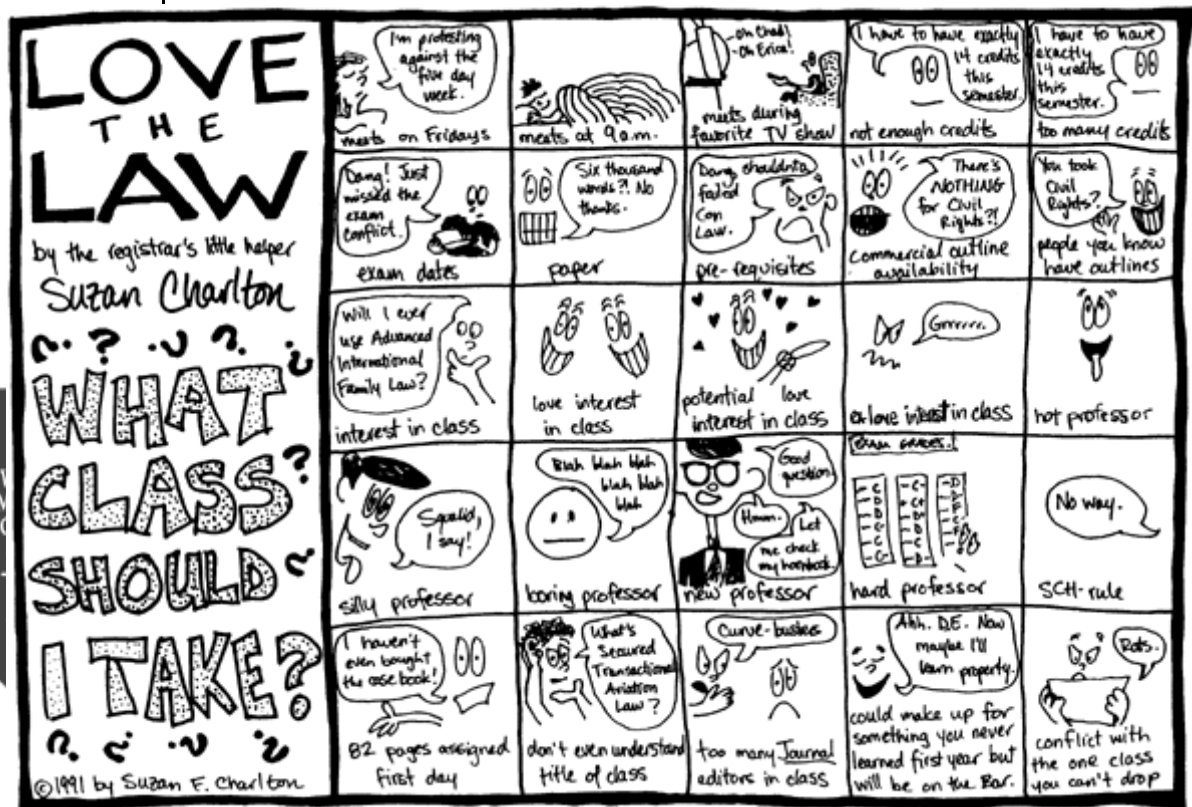 LOVE
THE
LAW
by the registrar's little helper
Suzan Charlton
WHAT
CLASS
SHOULD
I TAKE?
©1991 by Suzan F. Charlton
I'm protesting
against the
five day
week.
meets on Fridays
meets at 9 a.m.
oh Chad!
Oh Erica!
meets during
favorite TV show
I have to have exactly
14 credits
this
semester.
not enough credits
I have to have
exactly
14 credits
this
semester.
too many credits
Dang! Just
missed the
exam
conflict.
exam dates
Six thousand
words?! No
thanks.
paper
Dang, shouldnta
failed
Con
Law.
pre-requisites
There's
NOTHING
for Civil
Rights?!
commercial outline
availability
You took
Civil
Rights?
people you know
have outlines
Will I ever
use Advanced
International
Family Law?
interest in class
love interest
in class
potential love
interest in class
Grrrrrr.
ex love interest in class
hot professor
Squalid,
I say!
silly professor
Blah blah blah
blah blah
blah
boring professor
Good
question.
Hmm.
Let
me check
my hornbook.
new professor
EXAM GRADES!
hard professor
No way.
SCH-rule
I haven't
even bought
the case book!
82 pages assigned
first day
What's
Secured
Transactional
Aviation
Law?
don't even understand
title of class
Curve-busters
too many Journal
editors in class
Ahh. D.E. Now
maybe I'll
learn property.
could make up for
something you never
learned first year but
will be on the Bar.
Rats.
conflict with
the one class
you can't drop